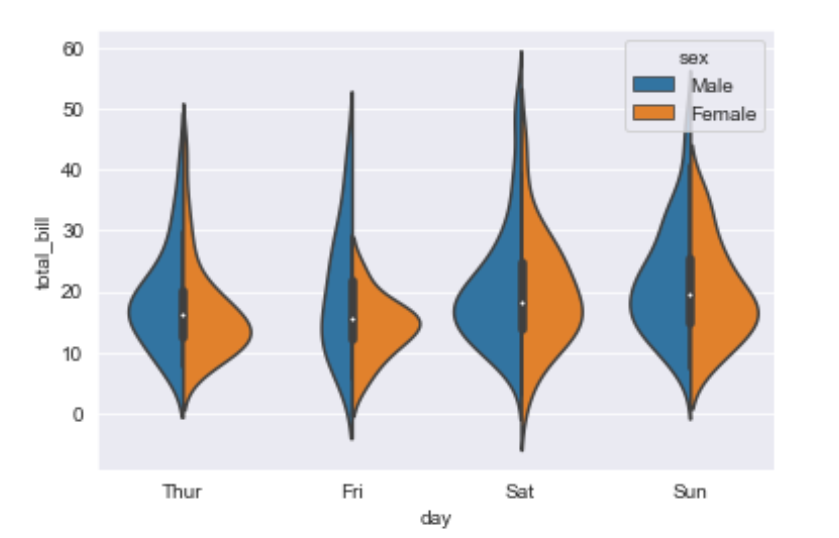 60
50
40
30
20
10
0
total_bill
sex
Male
Female
Thur Fri Sat Sun
day